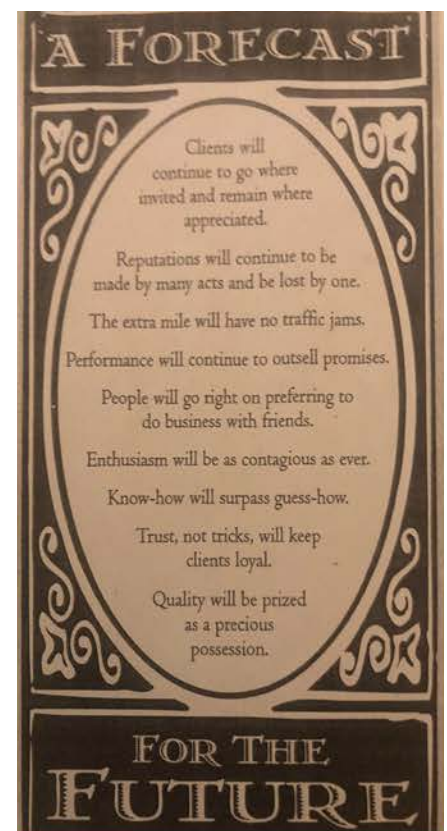 A FORECAST
Clients will
continue to go where
invited and remain where
appreciated.
Reputations will continue to be
made by many acts and be lost by one.
The extra mile will have no traffic jams.
Performance will continue to outsell promises.
People will go right on preferring to
do business with friends.
Enthusiasm will be as contagious as ever.
Know-how will surpass guess-how.
Trust, not tricks, will keep
clients loyal.
Quality will be prized
as a precious
possession.
FOR THE
FUTURE